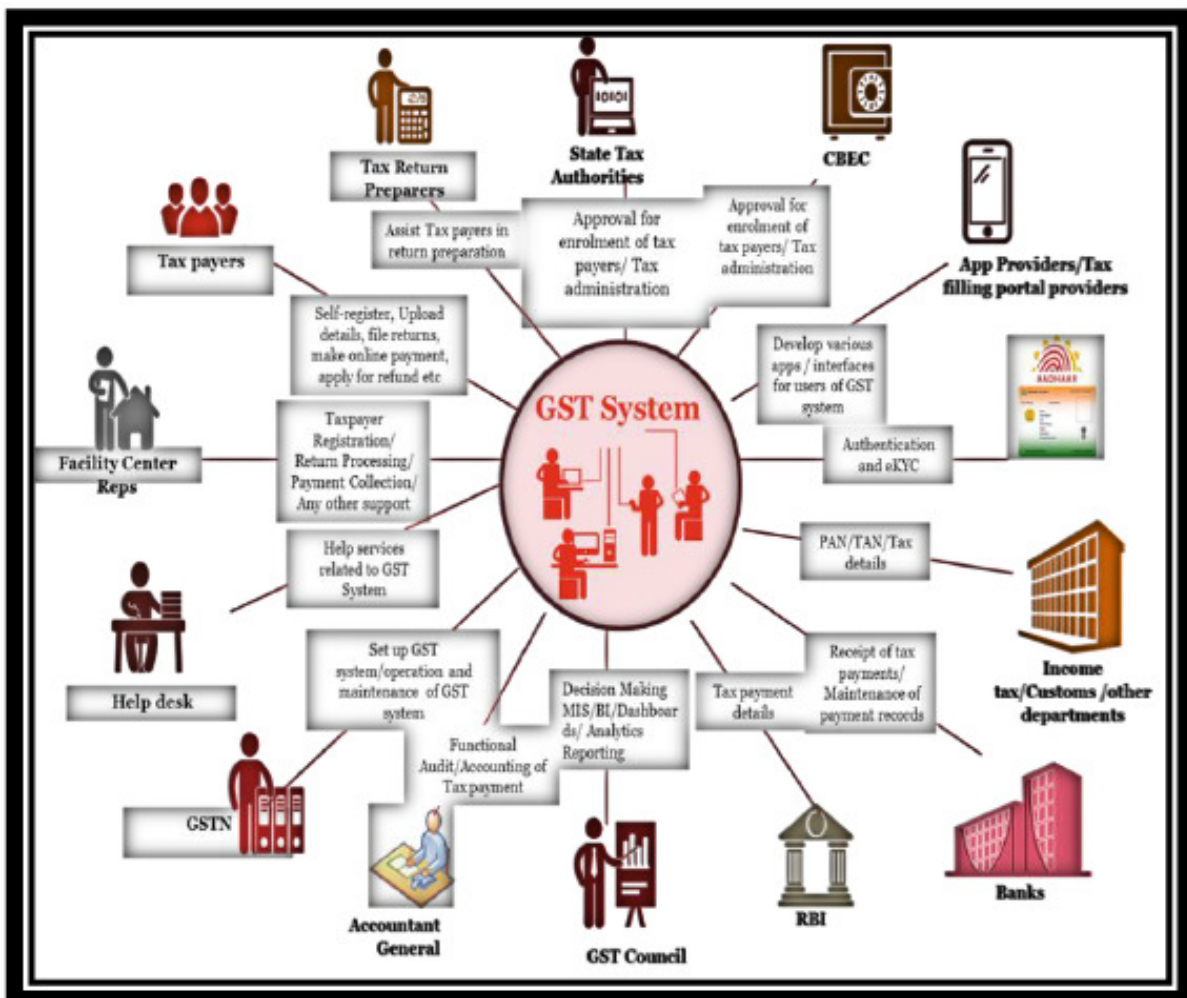 Tax Return
Preparers
Assist Tax payers in
return preparation
State Tax
Authorities
Approval for
enrolment of tax
payers/ Tax
administration
CBEC
Approval for
enrolment of
tax payers/ Tax
administration
App Providers/Tax
filling portal providers
Develop various
apps / interfaces
for users of GST
system
AADHAAR
Authentication
and eKYC
PAN/TAN/Tax
details
Income
tax/Customs /other
departments
Receipt of tax
payments/
Maintenance of
payment records
Banks
Tax payment
details
RBI
Decision Making
MIS/BI/Dashboar
ds/ Analytics
Reporting
GST Council
Functional
Audit/Accounting of
Tax payment
Accountant
General
Set up GST
system/operation and
maintenance of GST
system
GSTN
Help services
related to GST
System
Help desk
Taxpayer
Registration/
Return Processing/
Payment Collection/
Any other support
Facility Center
Reps
Self-register, Upload
details, file returns,
make online payment,
apply for refund etc
Tax payers
GST System